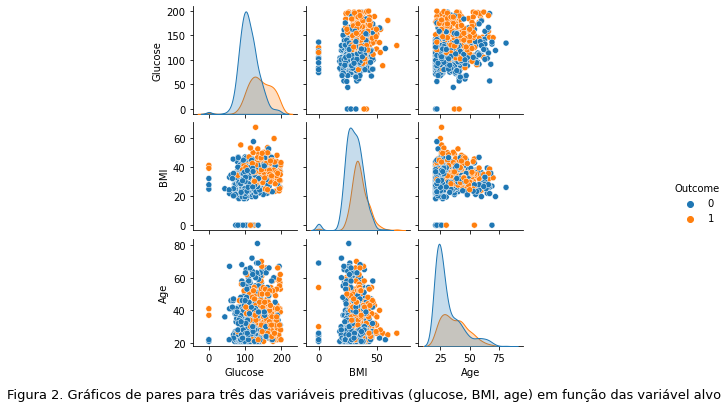 200
150
100
50
0
Glucose
60
40
20
0
BMI
Outcome
0
1
80
60
40
20
Age
0 100 200
Glucose
0 50
BMI
25 50 75
Age
Figura 2. Gráficos de pares para três das variáveis preditivas (glucose, BMI, age) em função das variável alvo